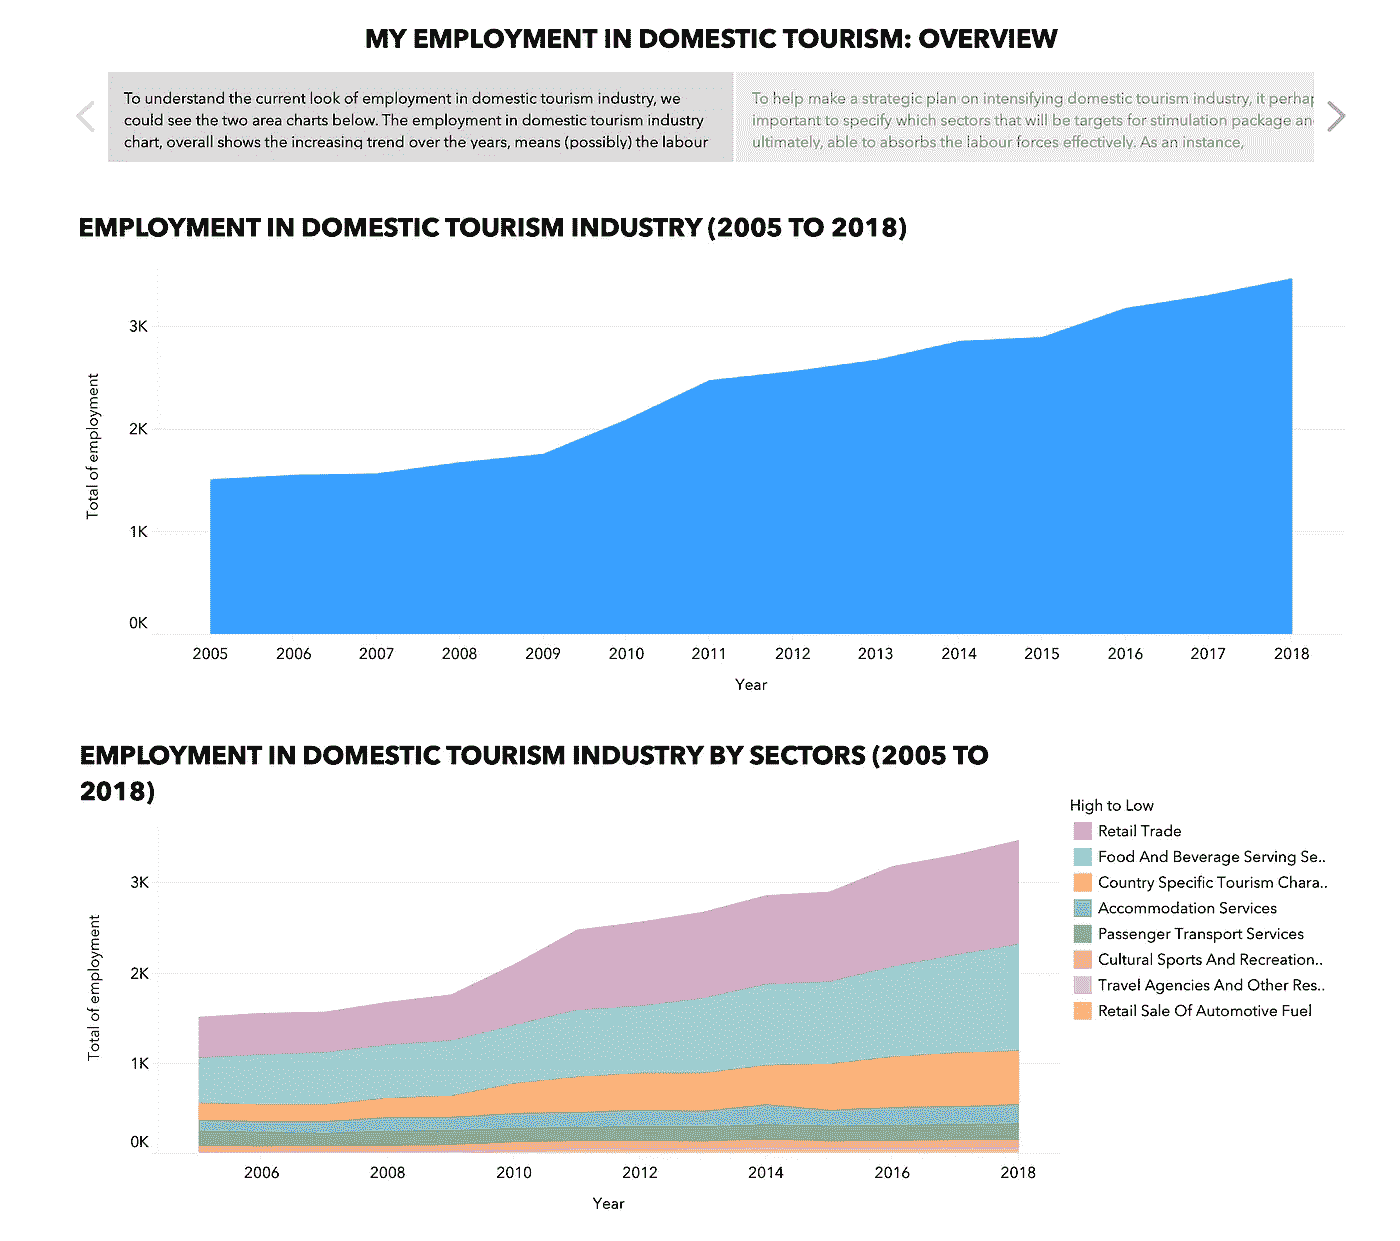 MY EMPLOYMENT IN DOMESTIC TOURISM: OVERVIEW
To understand the current look of employment in domestic tourism industry, we
could see the two area charts below. The employment in domestic tourism industry
chart, overall shows the increasing trend over the years, means (possibly) the labour
To help make a strategic plan on intensifying domestic tourism industry, it perhap
important to specify which sectors that will be targets for stimulation package an
ultimately, able to absorbs the labour forces effectively. As an instance,
EMPLOYMENT IN DOMESTIC TOURISM INDUSTRY (2005 TO 2018)
Total of employment
3K
2K
1K
0K
2005 2006 2007 2008 2009 2010 2011 2012 2013 2014 2015 2016 2017 2018
Year
EMPLOYMENT IN DOMESTIC TOURISM INDUSTRY BY SECTORS (2005 TO
2018)
Total of employment
3K
2K
1K
0K
2006 2008 2010 2012 2014 2016 2018
Year
High to Low
Retail Trade
Food And Beverage Serving Se..
Country Specific Tourism Chara..
Accommodation Services
Passenger Transport Services
Cultural Sports And Recreation..
Travel Agencies And Other Res..
Retail Sale Of Automotive Fuel